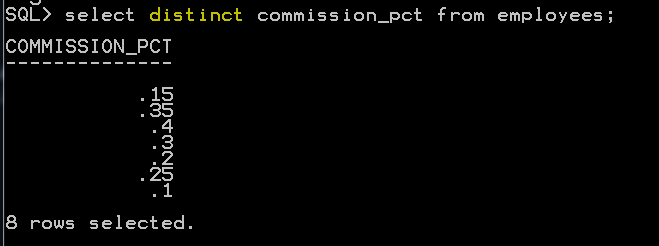 SQL> select distinct commission_pct from employees;
COMMISSION_PCT
--------------
.15
.35
.4
.3
.2
.25
.1
8 rows selected.